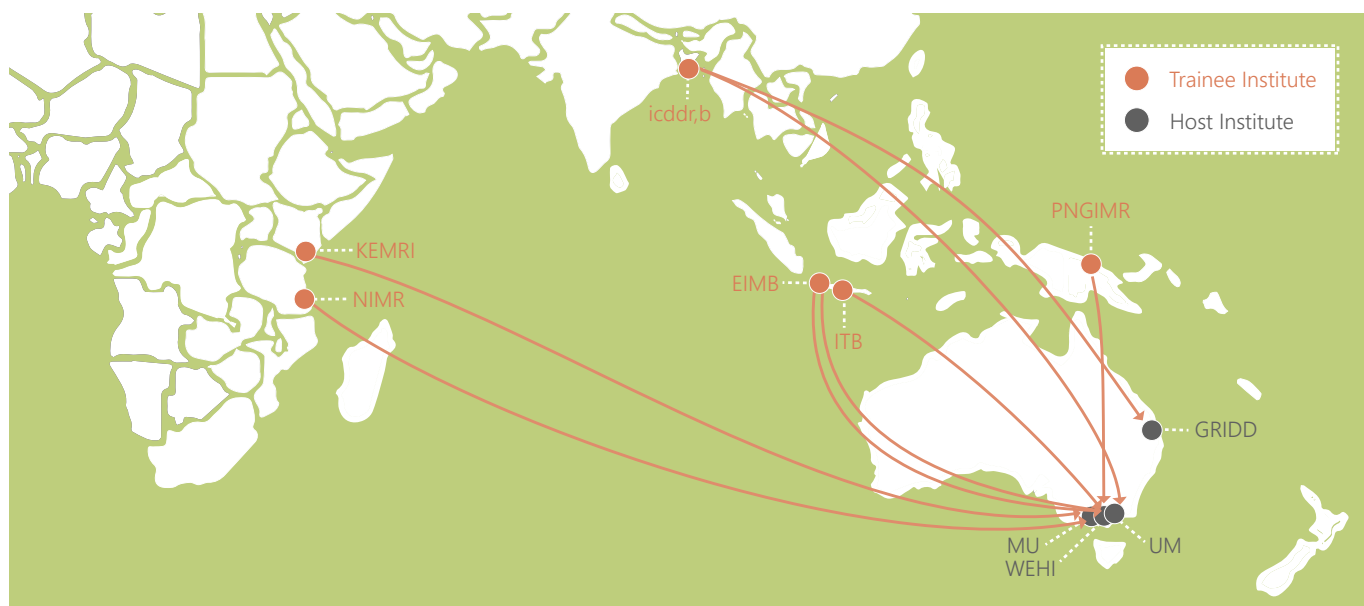 Trainee Institute
Host Institute
icddr,b
PNGIMR
KEMRI
EIMB
NIMR
ITB
GRIDD
MU
UM
WEHI